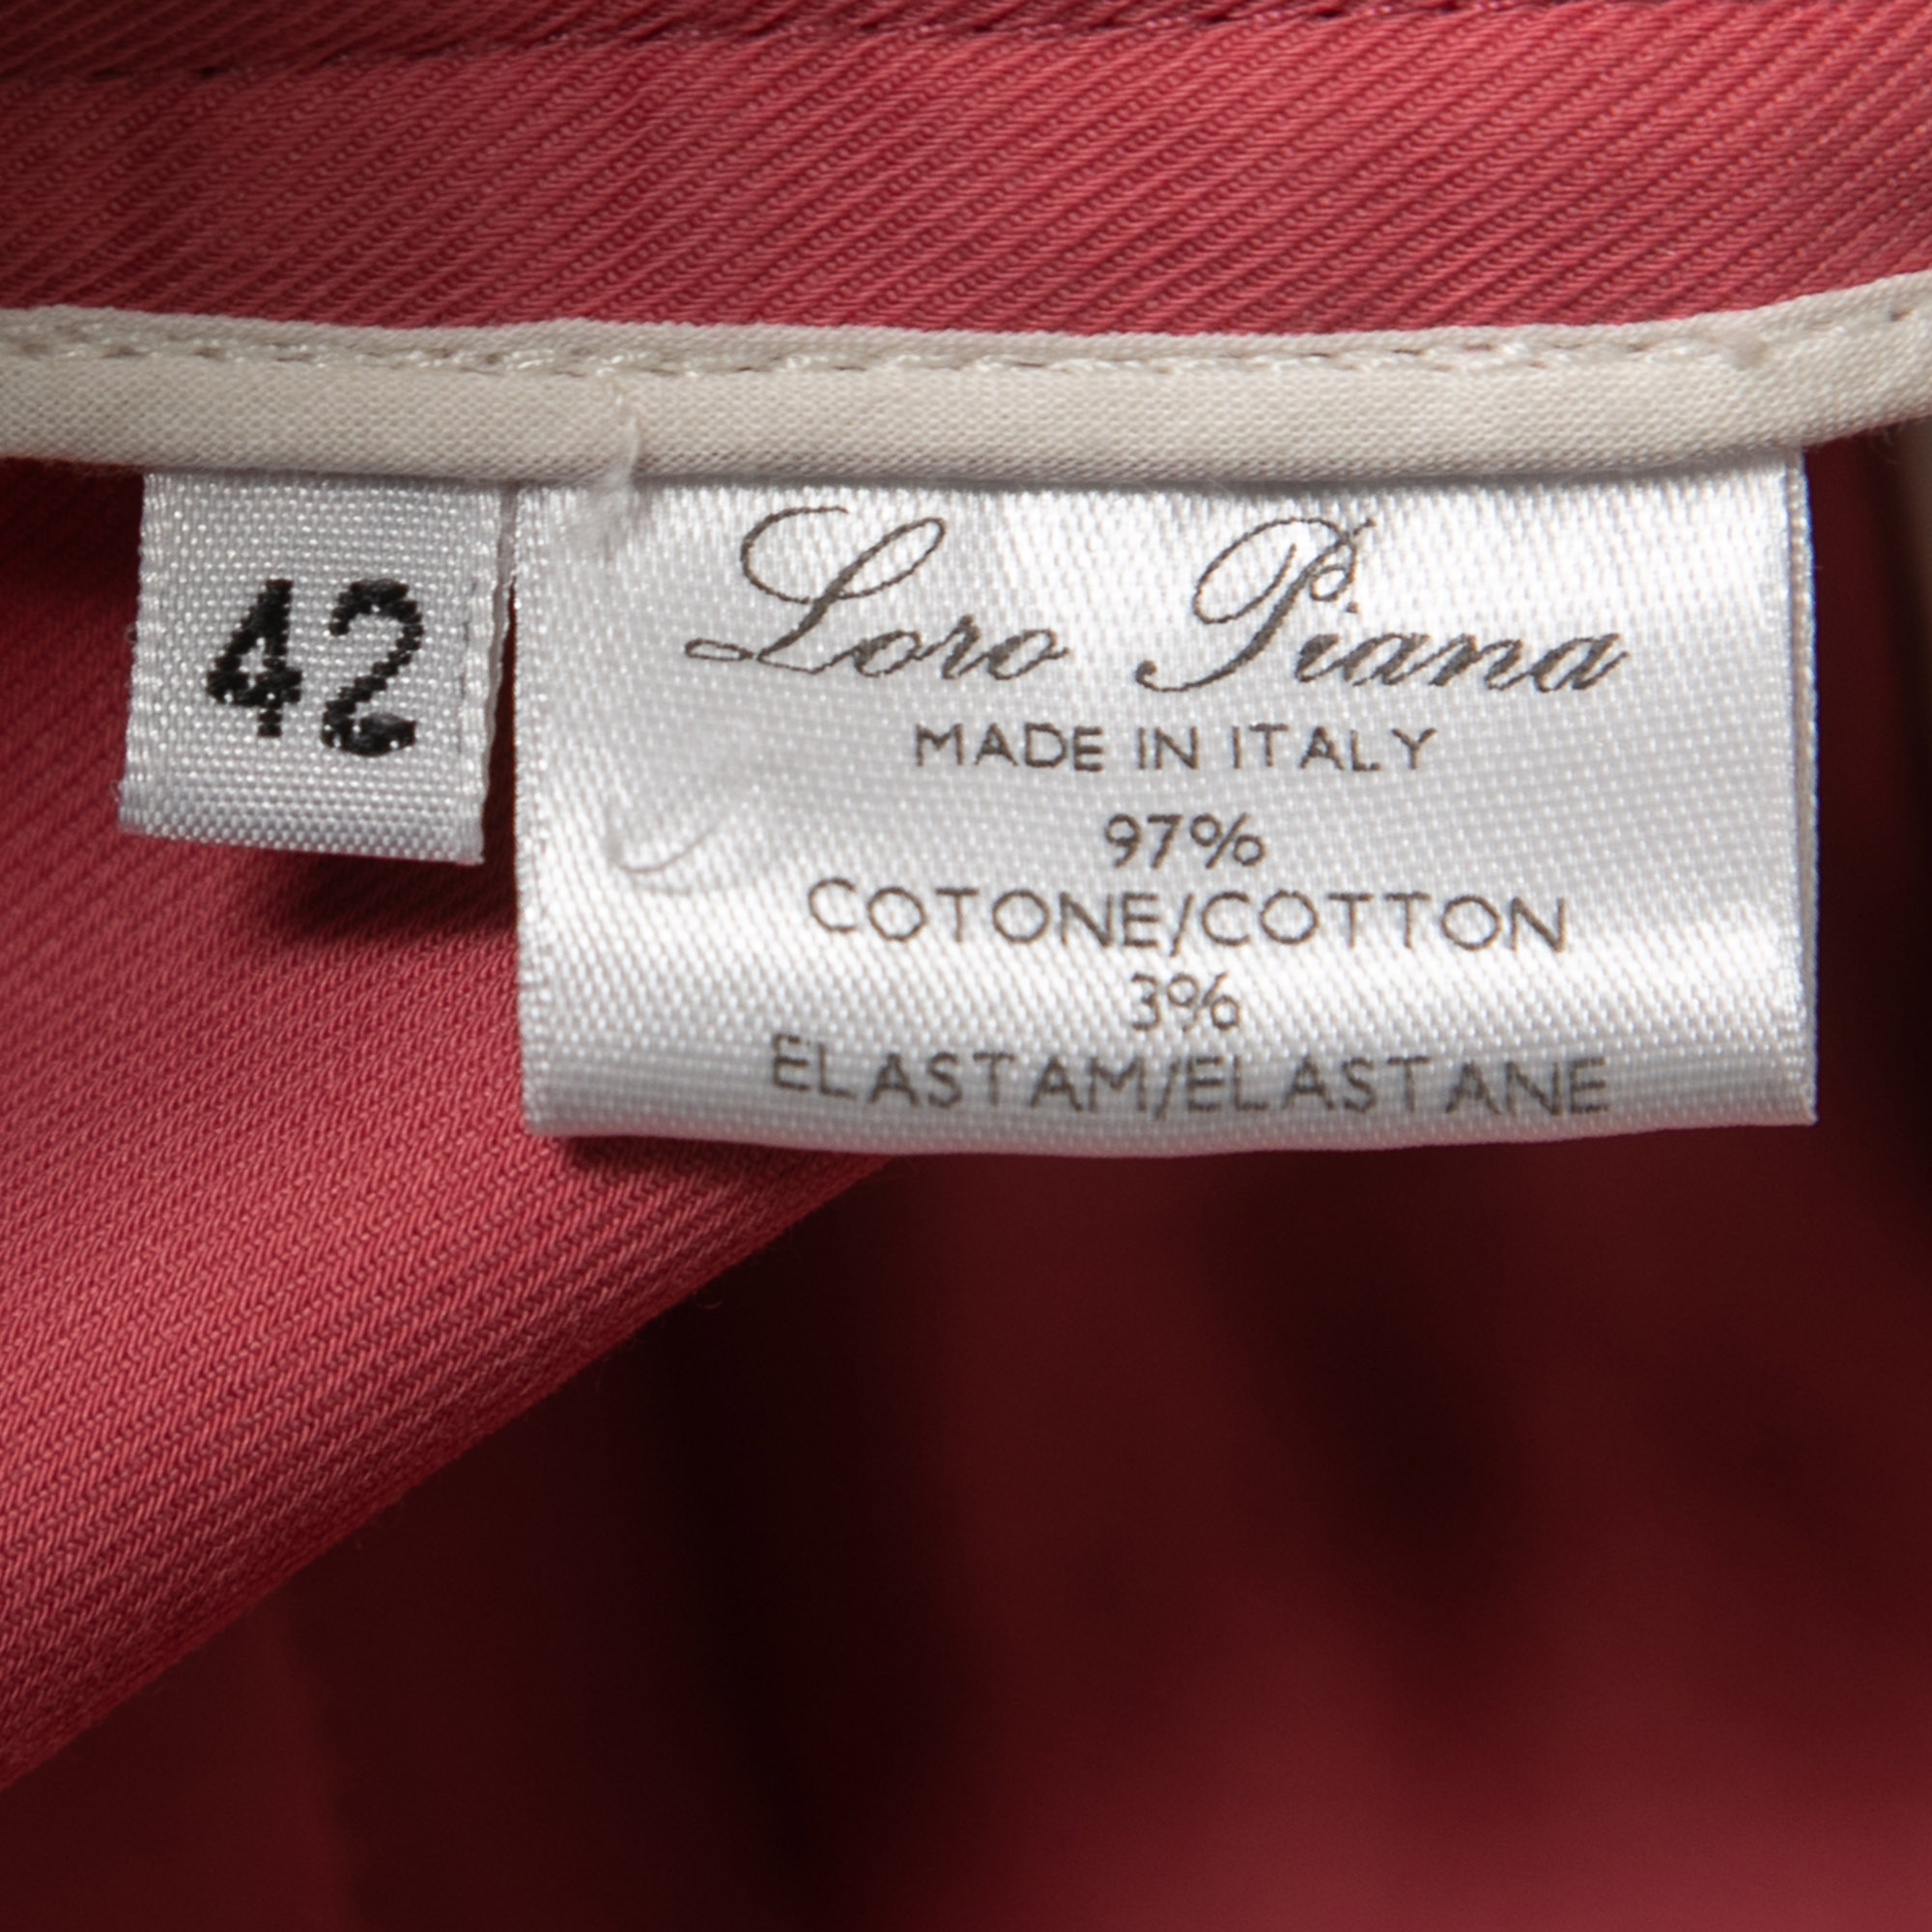 42
Loro Piana
MADE IN ITALY
97%
COTONE/COTTON
3%
ELASTAM/ELASTANE